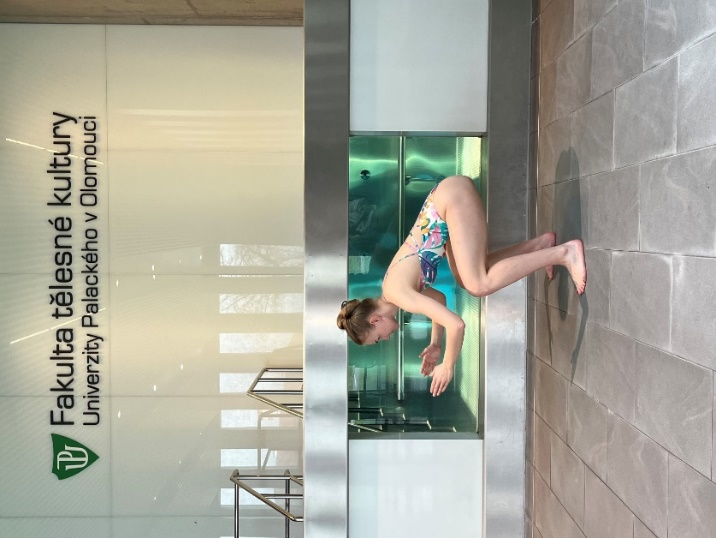 Fakulta tělesné kultury
Univerzity Palackého v Olomouci